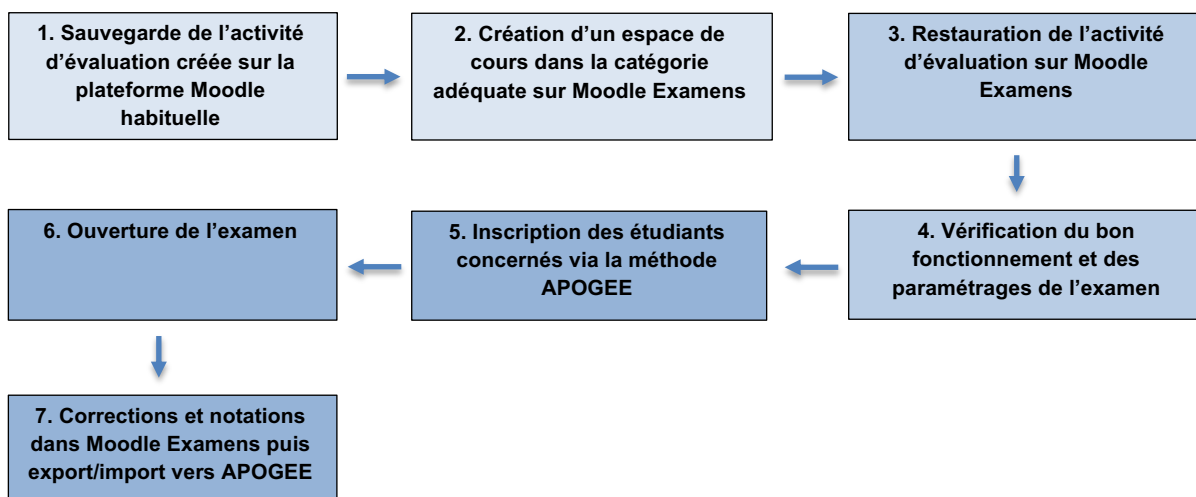 1. Sauvegarde de l’activité
d’évaluation créée sur la
plateforme Moodle
habituelle
2. Création d’un espace de
cours dans la catégorie
adéquate sur Moodle Examens
3. Restauration de l’activité
d’évaluation sur Moodle
Examens
4. Vérification du bon
fonctionnement et des
paramétrages de l’examen
5. Inscription des étudiants
concernés via la méthode
APOGEE
6. Ouverture de l’examen
7. Corrections et notations
dans Moodle Examens puis
export/import vers APOGEE